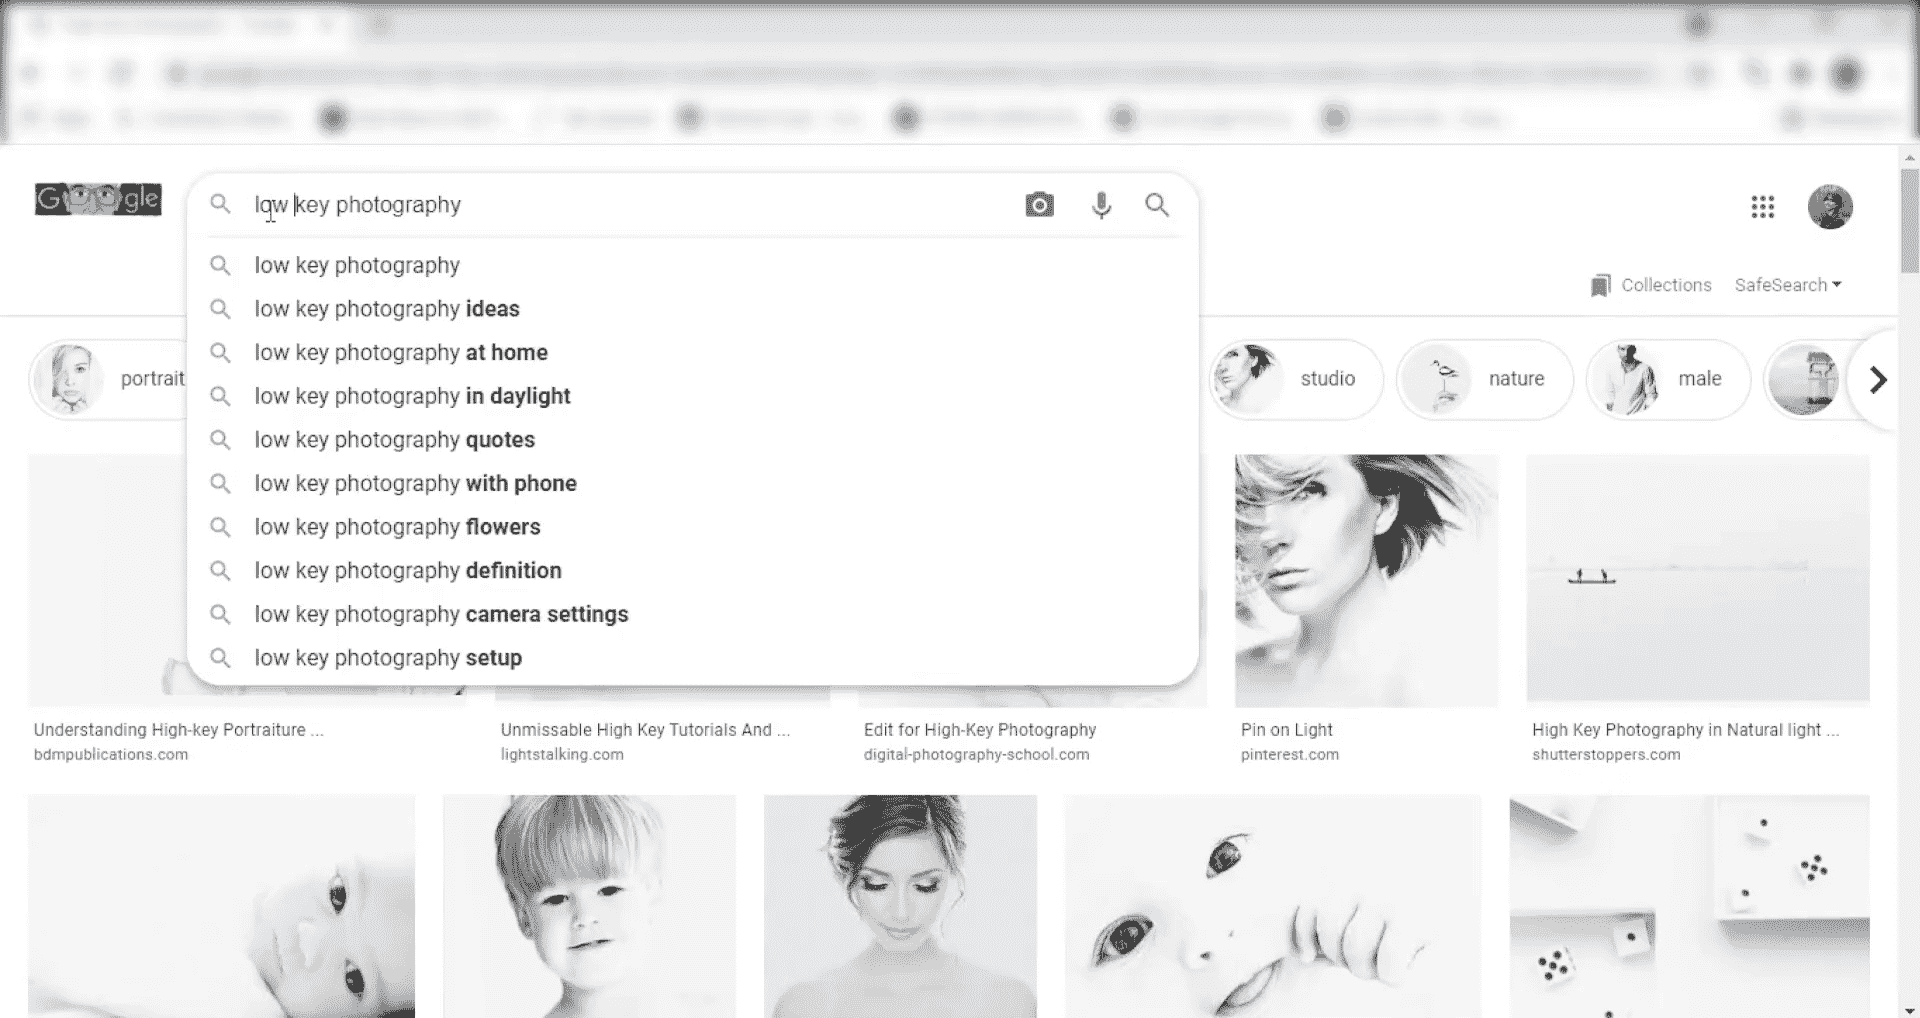 Google
low key photography
low key photography
low key photography ideas
low key photography at home
low key photography in daylight
low key photography quotes
low key photography with phone
low key photography flowers
low key photography definition
low key photography camera settings
low key photography setup
Collections
SafeSearch
portrait
studio
nature
male
Understanding High-key Portraiture ...
bdmpublications.com
Unmissable High Key Tutorials And ...
lightstalking.com
Edit for High-Key Photography
digital-photography-school.com
Pin on Light
pinterest.com
High Key Photography in Natural light ...
shutterstoppers.com